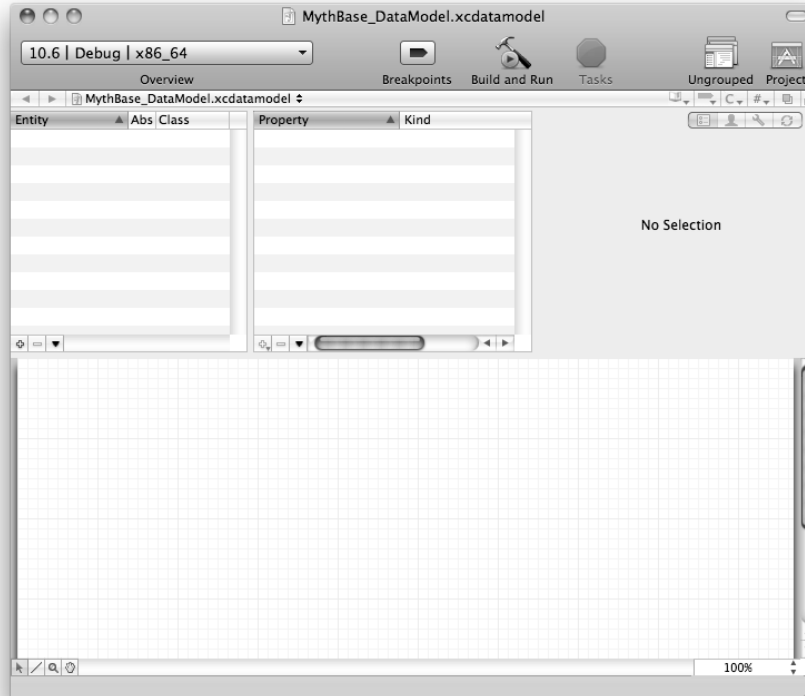 MythBase_DataModel.xcdatamodel
10.6 | Debug | x86_64
Overview Breakpoints Build and Run Tasks Ungrouped Project
MythBase_DataModel.xcdatamodel
C # 
Entity Abs Class Property Kind
No Selection
100%